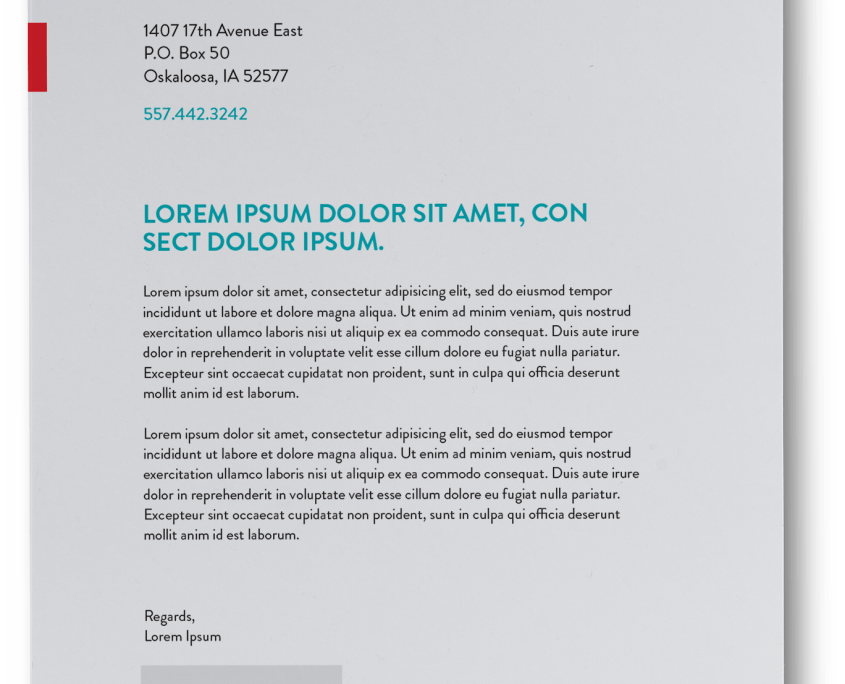 1407 17th Avenue East
P.O. Box 50
Oskaloosa, IA 52577
557.442.3242
LOREM IPSUM DOLOR SIT AMET, CON
SECT DOLOR IPSUM.
Lorem ipsum dolor sit amet, consectetur adipisicing elit, sed do eiusmod tempor
incididunt ut labore et dolore magna aliqua. Ut enim ad minim veniam, quis nostrud
exercitation ullamco laboris nisi ut aliquip ex ea commodo consequat. Duis aute irure
dolor in reprehenderit in voluptate velit esse cillum dolore eu fugiat nulla pariatur.
Excepteur sint occaecat cupidatat non proident, sunt in culpa qui officia deserunt
mollit anim id est laborum.
Lorem ipsum dolor sit amet, consectetur adipisicing elit, sed do eiusmod tempor
incididunt ut labore et dolore magna aliqua. Ut enim ad minim veniam, quis nostrud
exercitation ullamco laboris nisi ut aliquip ex ea commodo consequat. Duis aute irure
dolor in reprehenderit in voluptate velit esse cillum dolore eu fugiat nulla pariatur.
Excepteur sint occaecat cupidatat non proident, sunt in culpa qui officia deserunt
mollit anim id est laborum.
Regards,
Lorem Ipsum